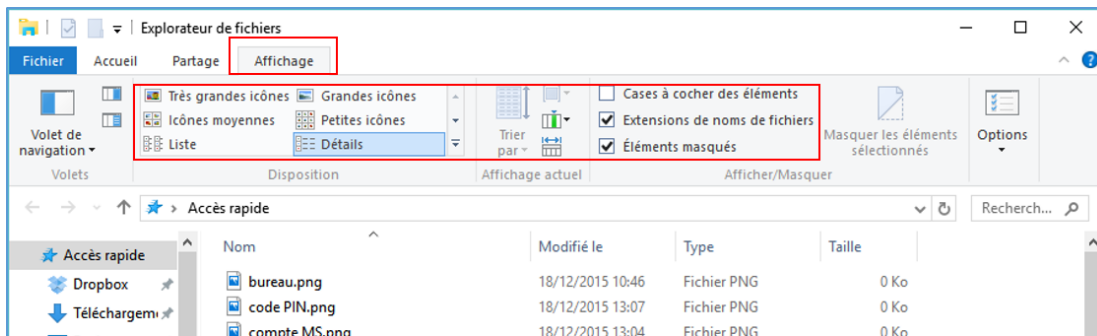 Explorateur de fichiers
Fichier Accueil Partage Affichage
Très grandes icônes Grandes icônes Cases à cocher des éléments
Icônes moyennes Petites icônes Extensions de noms de fichiers
Volet de navigation Liste Détails Trier par Éléments masqués Masquer les éléments sélectionnés Options
Volets Disposition Affichage actuel Afficher/Masquer
Accès rapide Recherch...
Accès rapide Nom Modifié le Type Taille
Dropbox bureau.png 18/12/2015 10:46 Fichier PNG 0 Ko
Téléchargem code PIN.png 18/12/2015 13:07 Fichier PNG 0 Ko
compte MS.png 18/12/2015 13:04 Fichier PNG 0 Ko